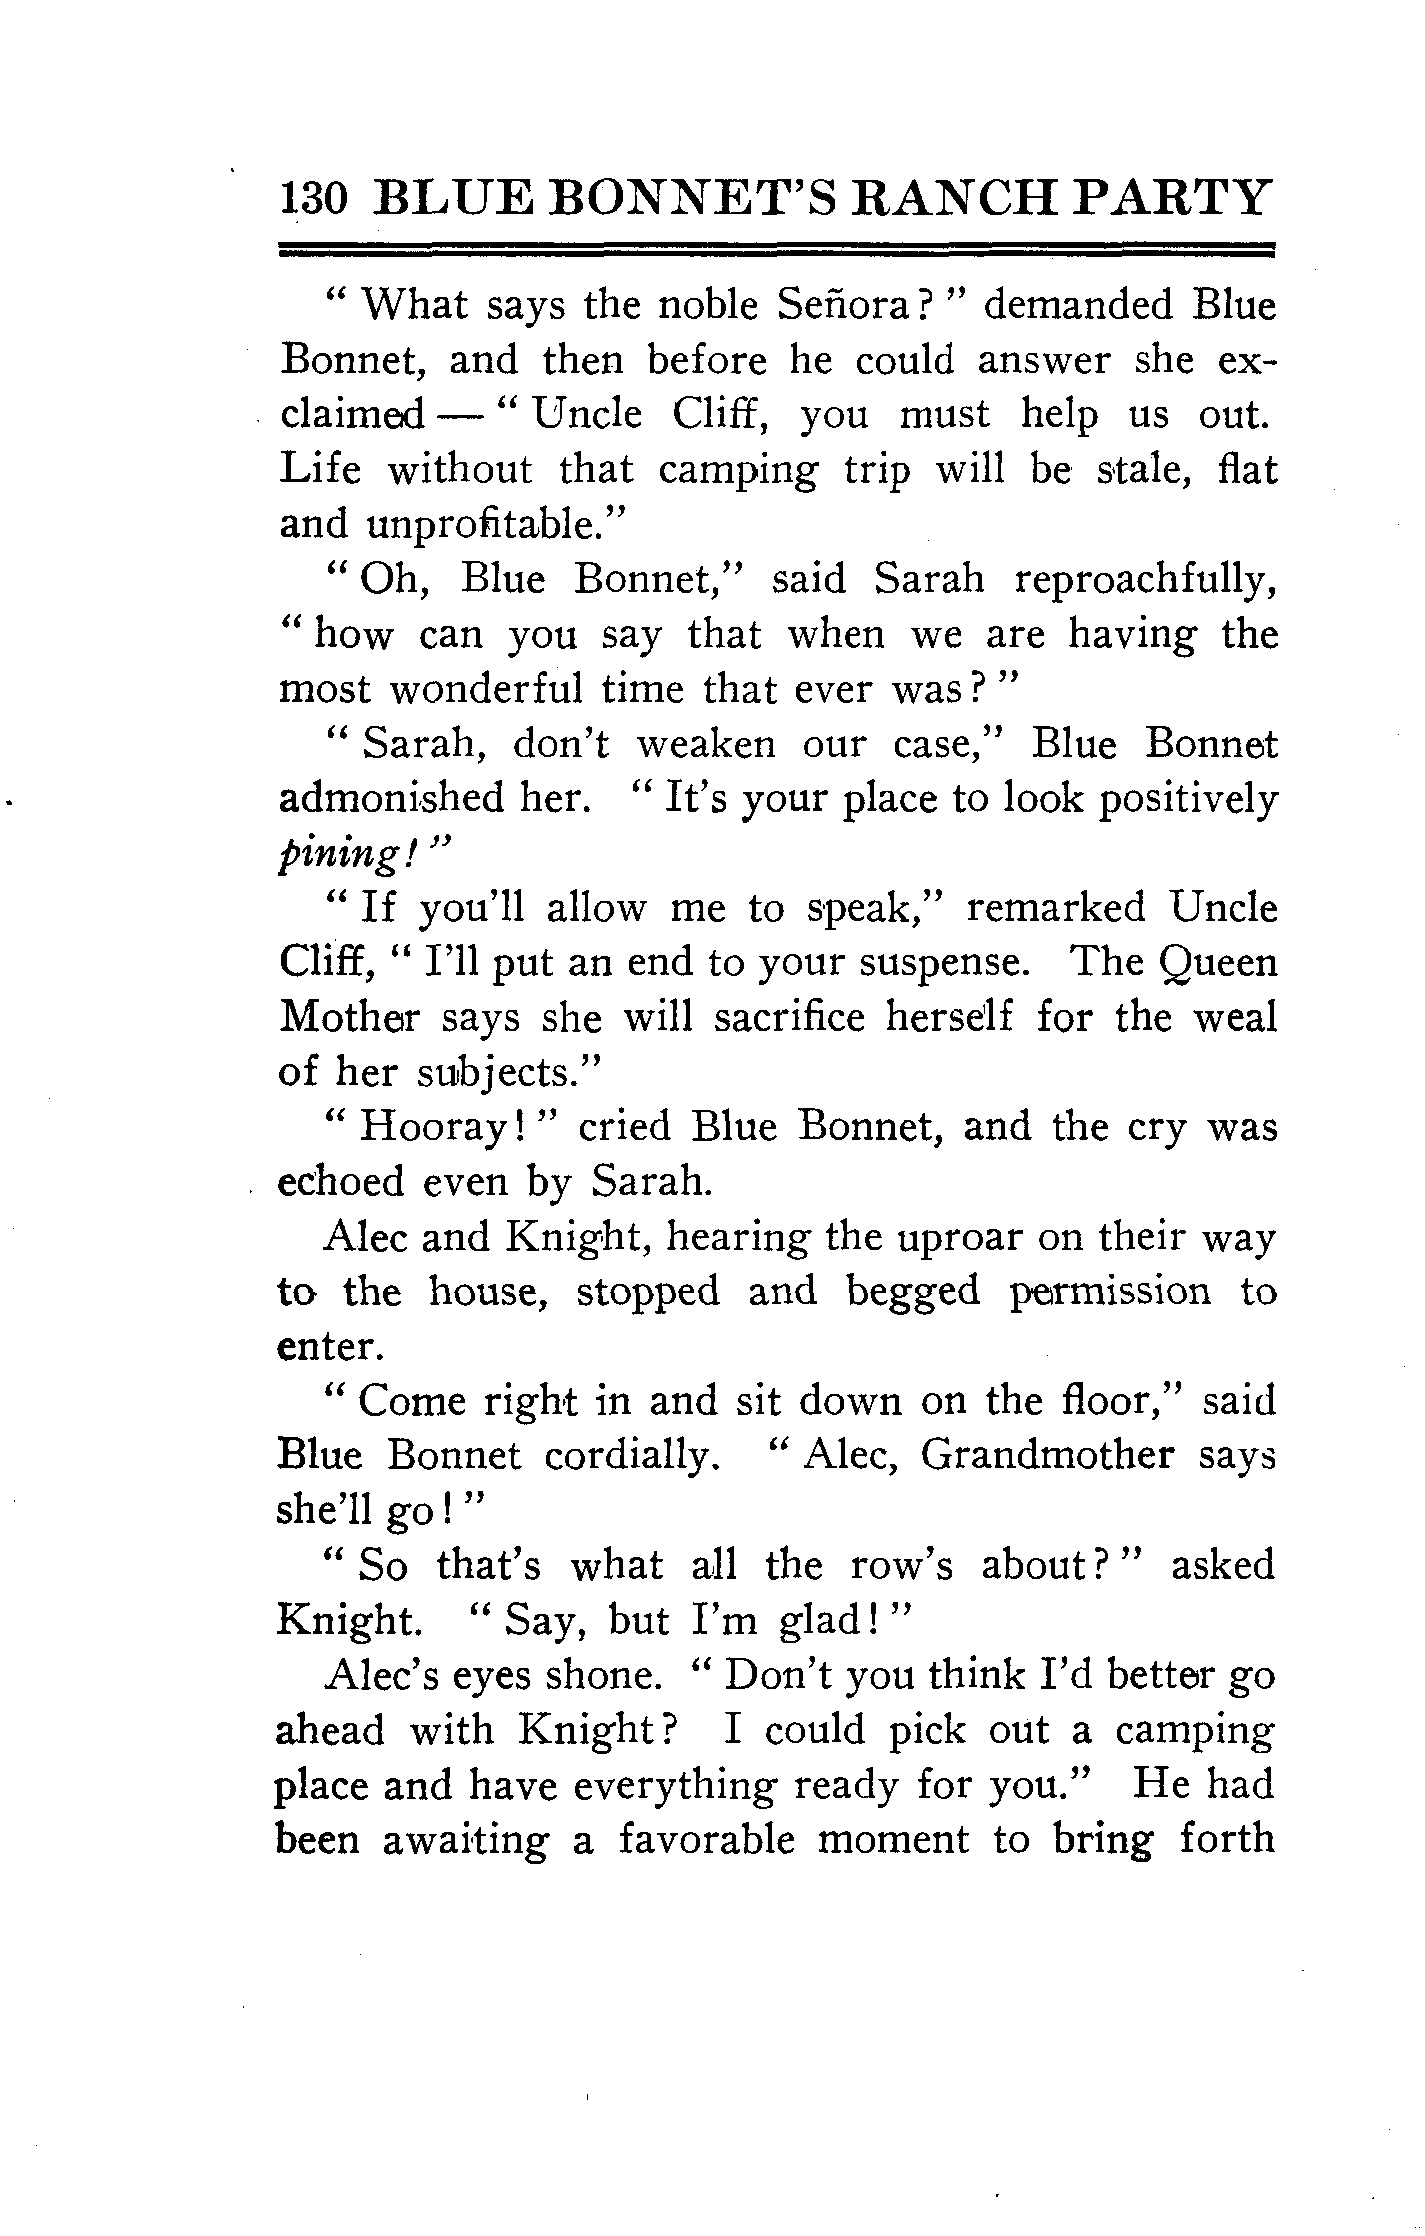 130 BLUE BONNET'S RANCH PARTY
" What says the noble Señora? " demanded Blue
Bonnet, and then before he could answer she ex-
claimed — " Uncle Cliff, you must help us out.
Life without that camping trip will be stale, flat
and unprofitable."
" Oh, Blue Bonnet," said Sarah reproachfully,
" how can you say that when we are having the
most wonderful time that ever was? "
" Sarah, don't weaken our case," Blue Bonnet
admonished her. " It's your place to look positively
pining! "
" If you'll allow me to speak," remarked Uncle
Cliff, " I'll put an end to your suspense. The Queen
Mother says she will sacrifice herself for the weal
of her subjects."
" Hooray! " cried Blue Bonnet, and the cry was
echoed even by Sarah.
Alec and Knight, hearing the uproar on their way
to the house, stopped and begged permission to
enter.
" Come right in and sit down on the floor," said
Blue Bonnet cordially. " Alec, Grandmother says
she'll go! "
" So that's what all the row's about? " asked
Knight. " Say, but I'm glad! "
Alec's eyes shone. " Don't you think I'd better go
ahead with Knight? I could pick out a camping
place and have everything ready for you." He had
been awaiting a favorable moment to bring forth